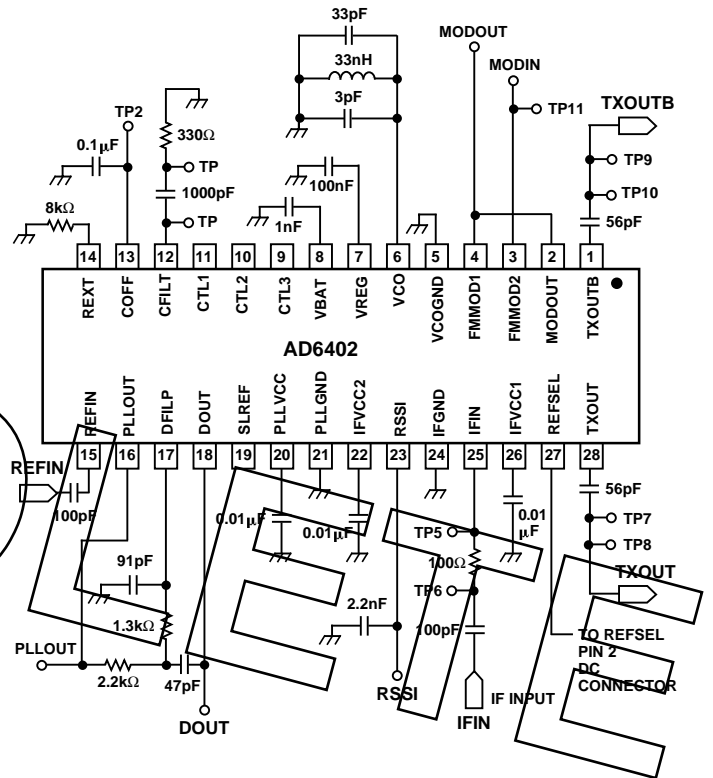 33pF
MODOUT
33nH
MODIN
TP2
3pF
TP11
TXOUTB
330Ω
0.1μF
TP
TP9
1000pF
100nF
TP10
8kΩ
TP
1nF
56pF
14 13 12 11 10 9 8 7 6 5 4 3 2 1
REXT COFF CFILT CTL1 CTL2 CTL3 VBAT VREG VCO VCOGND FMMOD1 FMMOD2 MODOUT TXOUTB
AD6402
REFIN PLLOUT DFILP DOUT SLREF PLLVCC PLLGND IFVCC2 RSSI IFGND IFIN IFVCC1 REFSEL TXOUT
15 16 17 18 19 20 21 22 23 24 25 26 27 28
REFIN
100pF
56pF
0.01μF
0.01μF
TP5
0.01
μF
TP7
100Ω
TP8
91pF
TP6
TXOUT
1.3kΩ
2.2nF
100pF
TO REFSEL
PIN 2
DC
CONNECTOR
PLLOUT
2.2kΩ
47pF
RSSI
IF INPUT
IFIN
DOUT